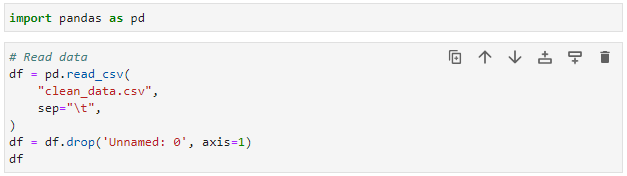 import pandas as pd
# Read data
df = pd.read_csv(
    "clean_data.csv",
    sep="\t",
)
df = df.drop('Unnamed: 0', axis=1)
df